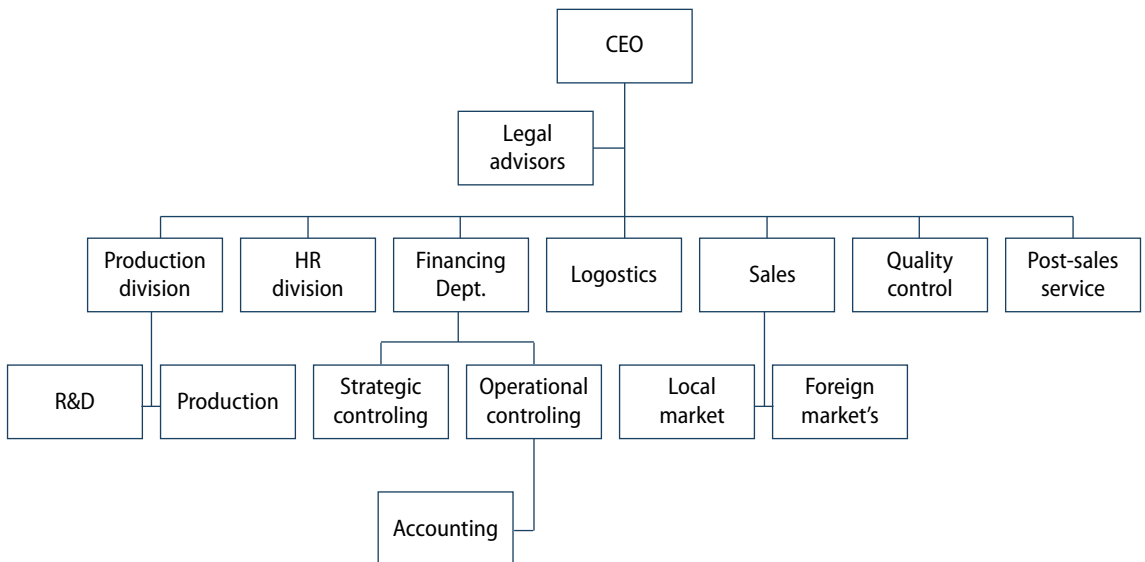 CEO
Legal
advisors
Production
division
HR
division
Financing
Dept.
Logostics
Sales
Quality
control
Post-sales
service
R&D
Production
Strategic
controling
Operational
controling
Local
market
Foreign
market’s
Accounting